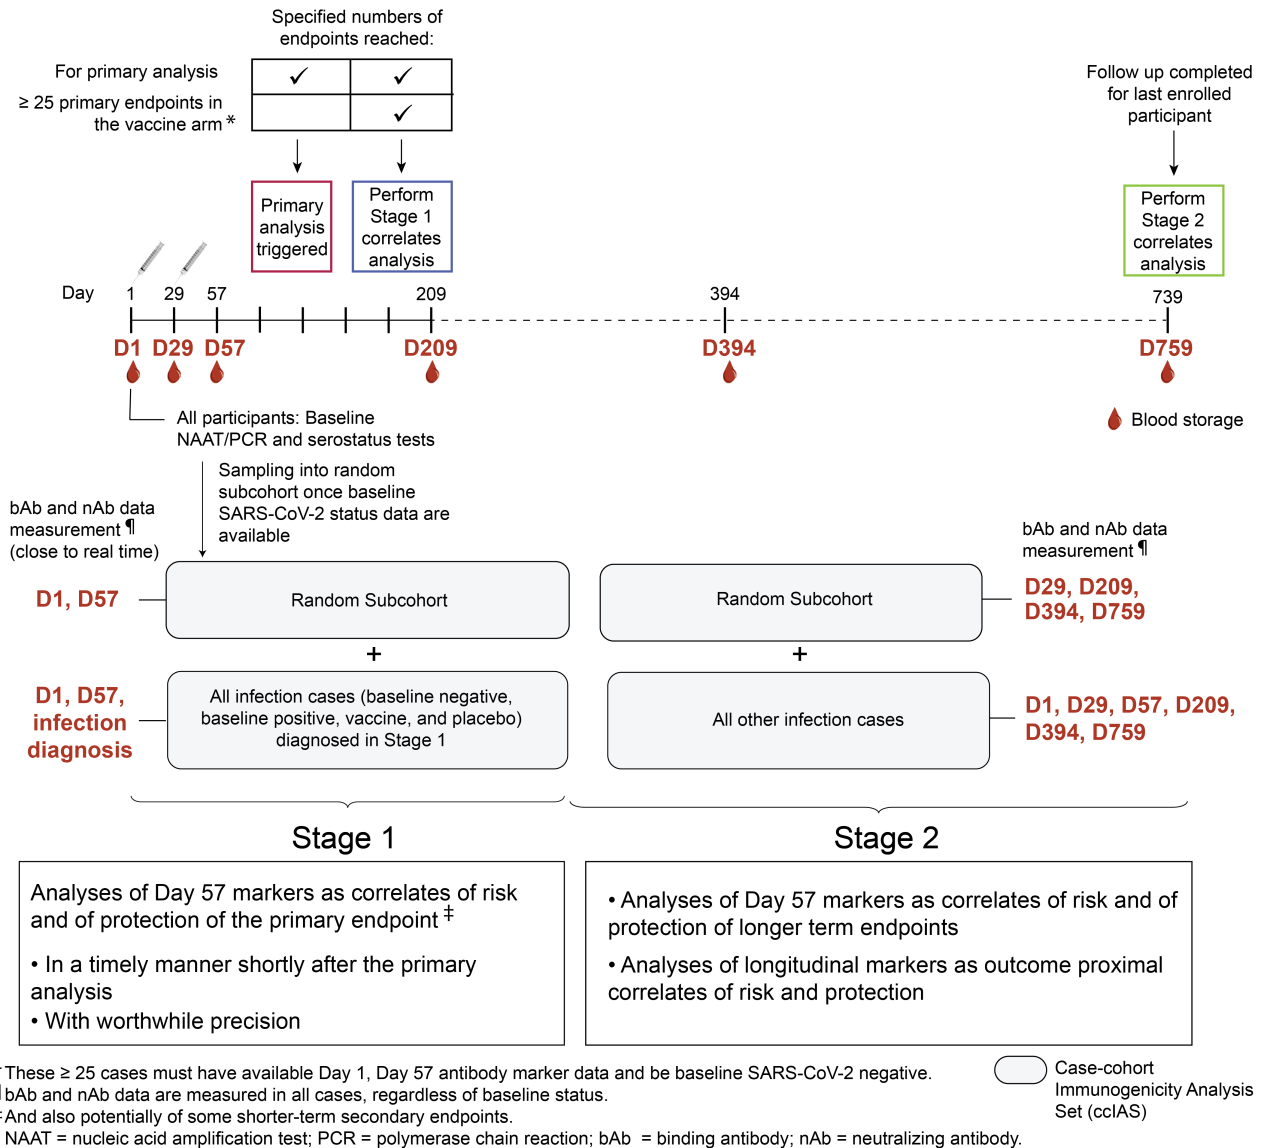 Specified numbers of
endpoints reached:
For primary analysis
✓ ✓
≥ 25 primary endpoints in
the vaccine arm *
✓
Follow up completed
for last enrolled
participant
Primary
analysis
triggered
Perform
Stage 1
correlates
analysis
Perform
Stage 2
correlates
analysis
Day 1 29 57 209 394 739
D1 D29 D57 D209 D394 D759
All participants: Baseline
NAAT/PCR and serostatus tests
Blood storage
Sampling into random
subcohort once baseline
SARS-CoV-2 status data are
available
bAb and nAb data
measurement ¶
(close to real time)
bAb and nAb data
measurement ¶
D1, D57
Random Subcohort
Random Subcohort
D29, D209,
D394, D759
+
+
D1, D57,
infection
diagnosis
All infection cases (baseline negative,
baseline positive, vaccine, and placebo)
diagnosed in Stage 1
All other infection cases
D1, D29, D57, D209,
D394, D759
Stage 1
Stage 2
Analyses of Day 57 markers as correlates of risk
and of protection of the primary endpoint ‡
• In a timely manner shortly after the primary
analysis
• With worthwhile precision
• Analyses of Day 57 markers as correlates of risk and of
protection of longer term endpoints
• Analyses of longitudinal markers as outcome proximal
correlates of risk and protection
These ≥ 25 cases must have available Day 1, Day 57 antibody marker data and be baseline SARS-CoV-2 negative.
bAb and nAb data are measured in all cases, regardless of baseline status.
And also potentially of some shorter-term secondary endpoints.
NAAT = nucleic acid amplification test; PCR = polymerase chain reaction; bAb = binding antibody; nAb = neutralizing antibody.
Case-cohort
Immunogenicity Analysis
Set (ccIAS)